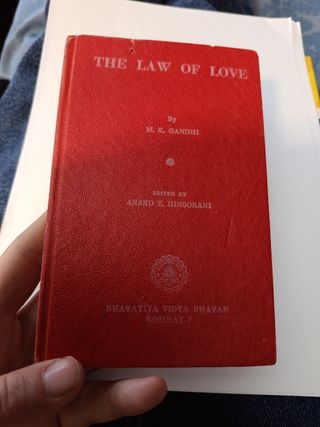 THE LAW OF LOVE
By
M. K. GANDHI
EDITED BY
ANAND T. HINGORANI
BHARATIYA VIDYA BHAVAN
BOMBAY-7